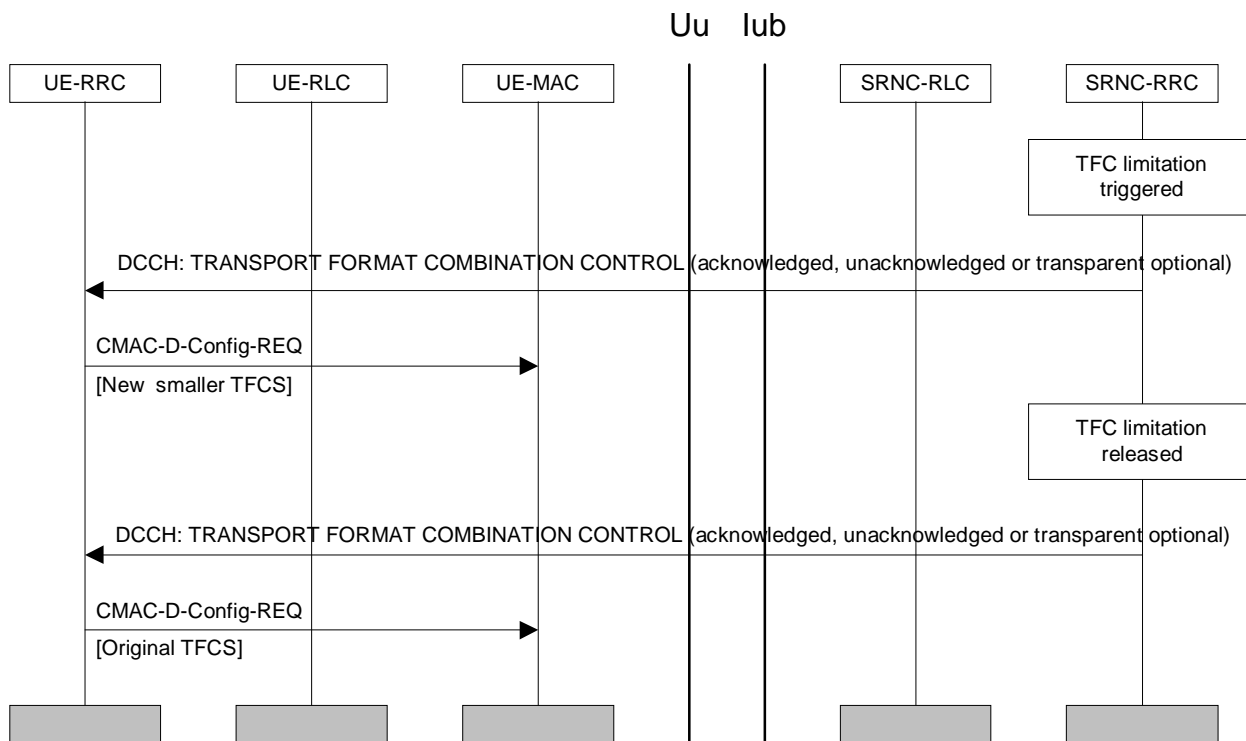 Uu Iub
UE-RRC UE-RLC UE-MAC SRNC-RLC SRNC-RRC
TFC limitation
triggered
DCCH: TRANSPORT FORMAT COMBINATION CONTROL (acknowledged, unacknowledged or transparent optional)
CMAC-D-Config-REQ
[New smaller TFCS]
TFC limitation
released
DCCH: TRANSPORT FORMAT COMBINATION CONTROL (acknowledged, unacknowledged or transparent optional)
CMAC-D-Config-REQ
[Original TFCS]